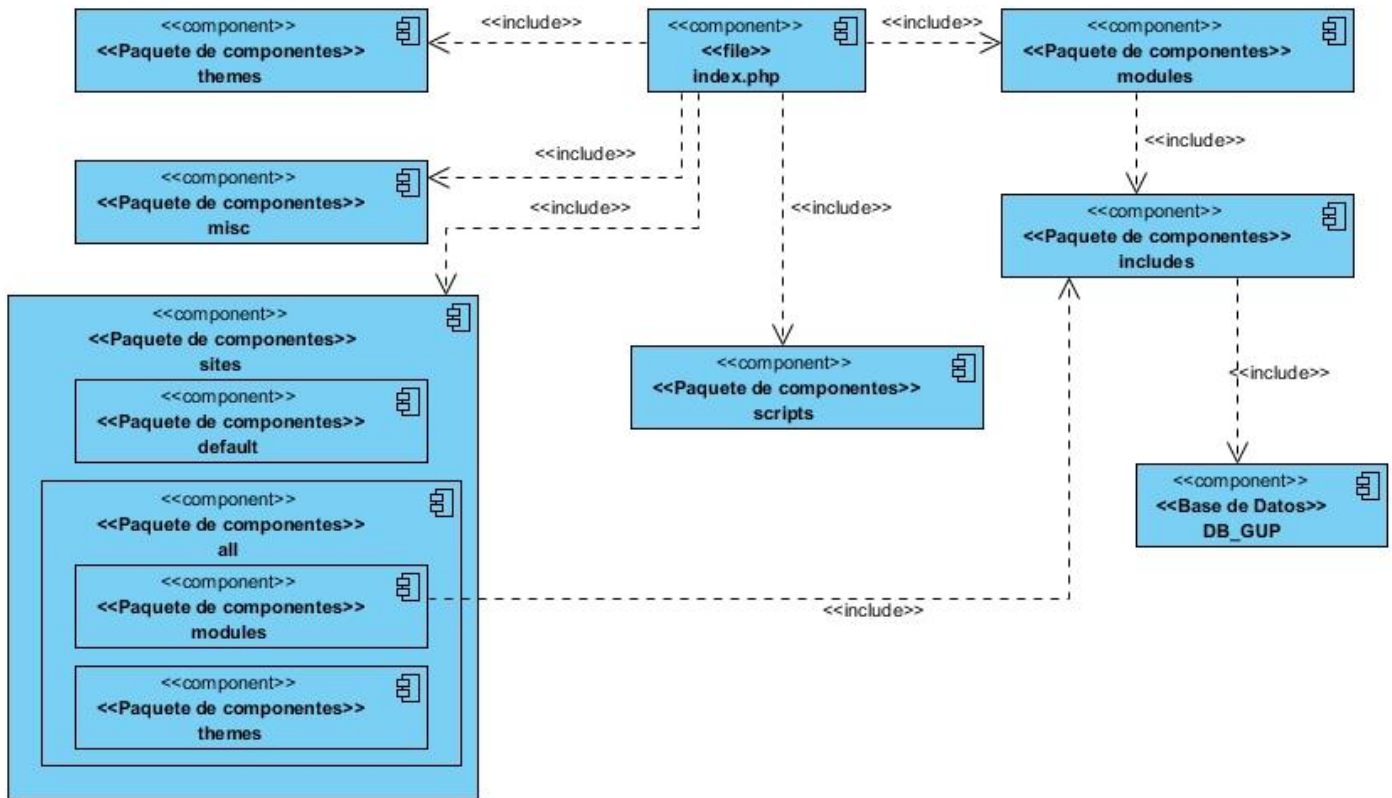 <<component>>
<<Paquete de componentes>>
themes
<<include>>
<<component>>
<<file>>
index.php
<<include>>
<<component>>
<<Paquete de componentes>>
modules
<<include>>
<<include>>
<<component>>
<<Paquete de componentes>>
misc
<<include>>
<<include>>
<<component>>
<<Paquete de componentes>>
includes
<<component>>
<<Paquete de componentes>>
sites
<<component>>
<<Paquete de componentes>>
default
<<component>>
<<Paquete de componentes>>
scripts
<<include>>
<<component>>
<<Base de Datos>>
DB_GUP
<<component>>
<<Paquete de componentes>>
all
<<component>>
<<Paquete de componentes>>
modules
<<include>>
<<component>>
<<Paquete de componentes>>
themes